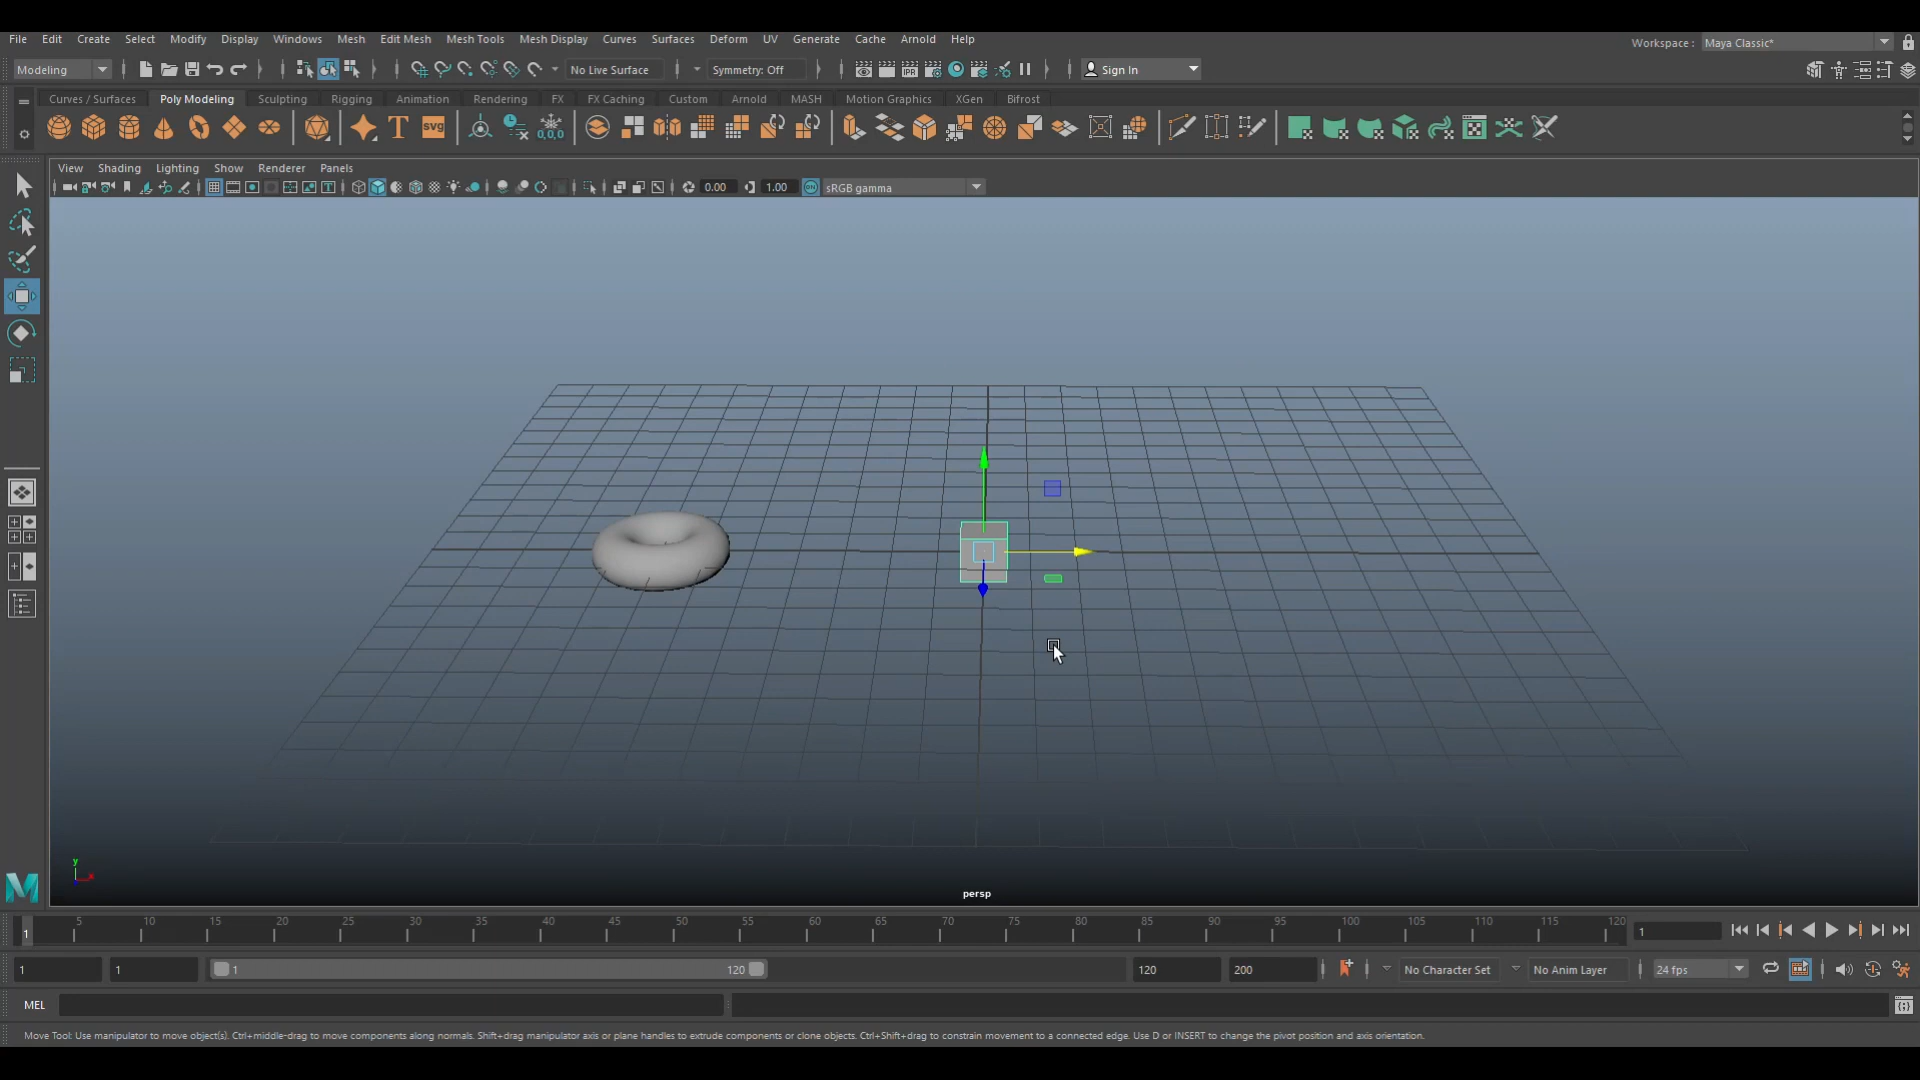 File Edit Create Select Modify Display Windows Mesh Edit Mesh Mesh Tools Mesh Display Curves Surfaces Deform UV Generate Cache Arnold Help Workspace : Maya Classic*
Modeling No Live Surface Symmetry: Off IPR Sign In
Curves / Surfaces Poly Modeling Sculpting Rigging Animation Rendering FX FX Caching Custom Arnold MASH Motion Graphics XGen Bifrost
T svg 0,0,0
View Shading Lighting Show Renderer Panels
0.00 1.00 ON sRGB gamma
y
x
persp
5 10 15 20 25 30 35 40 45 50 55 60 65 70 75 80 85 90 95 100 105 110 115 120
1 1
1 1 1 120 120 200 No Character Set No Anim Layer 24 fps
MEL
Move Tool: Use manipulator to move object(s). Ctrl+middle-drag to move components along normals. Shift+drag manipulator axis or plane handles to extrude components or clone objects. Ctrl+Shift+drag to constrain movement to a connected edge. Use D or INSERT to change the pivot position and axis orientation.